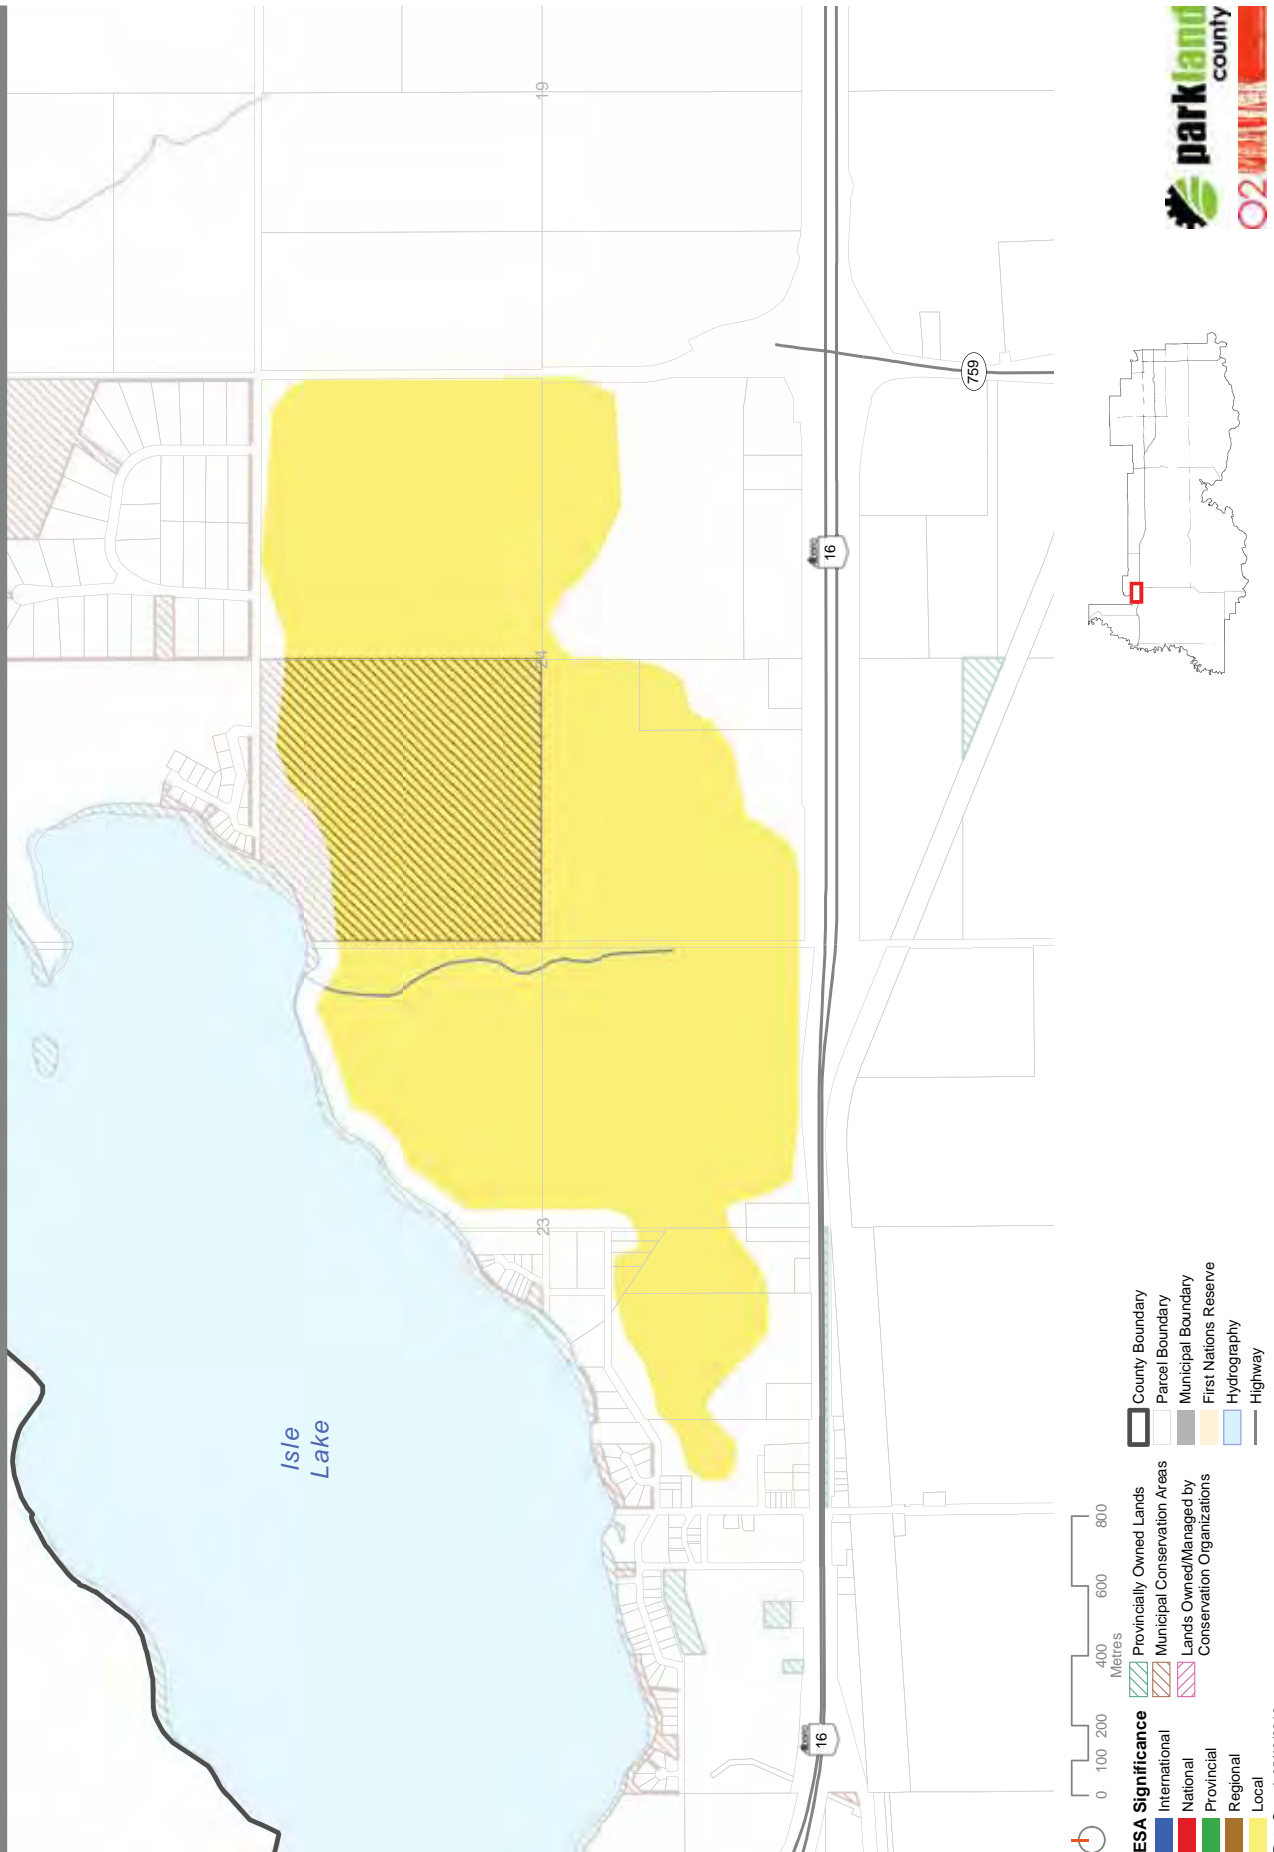 Isle
Lake
23
24
19
16
16
759
0 100 200 400 600 800
Metres
ESA Significance
International
National
Provincial
Regional
Local
Provincially Owned Lands
Municipal Conservation Areas
Lands Owned/Managed by
Conservation Organizations
County Boundary
Parcel Boundary
Municipal Boundary
First Nations Reserve
Hydrography
Highway
parkland
county
O2